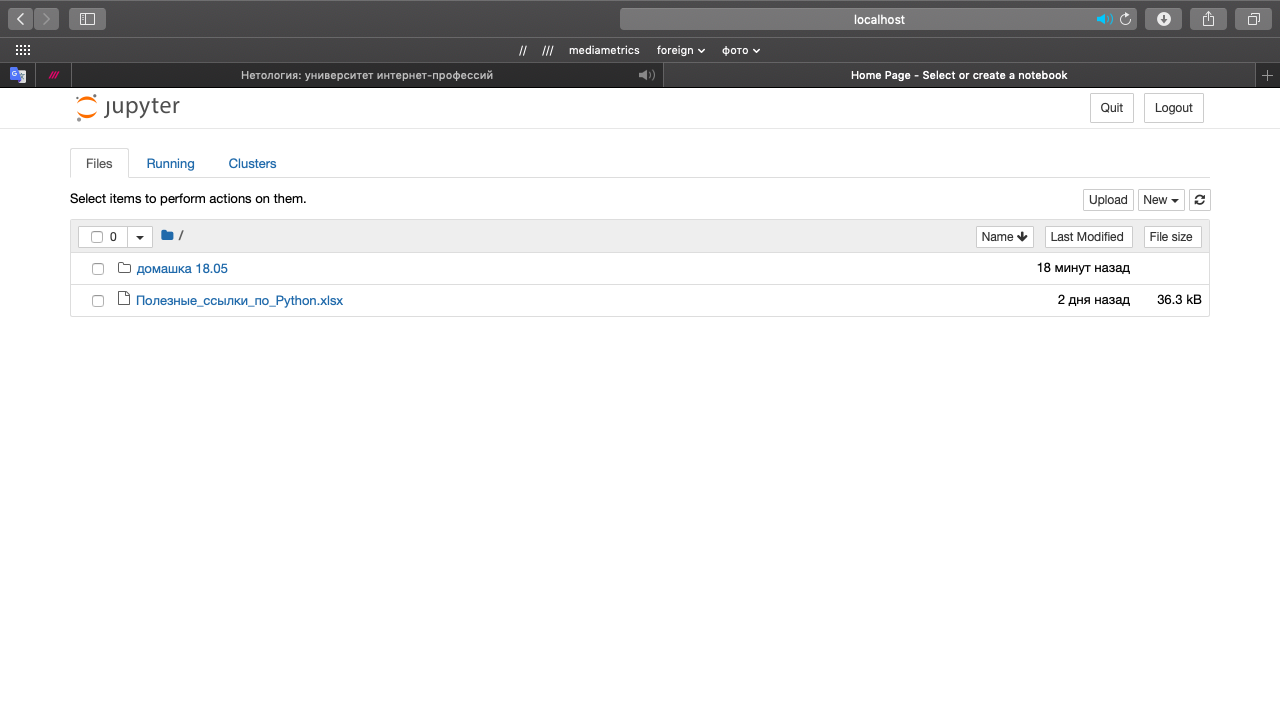 localhost
// /// mediametrics foreign фото
Нетология: университет интернет-профессий Home Page - Select or create a notebook
jupyter Quit Logout
Files Running Clusters
Select items to perform actions on them. Upload New
0 / Name Last Modified File size
домашка 18.05 18 минут назад
Полезные_ссылки_по_Python.xlsx 2 дня назад 36.3 kB